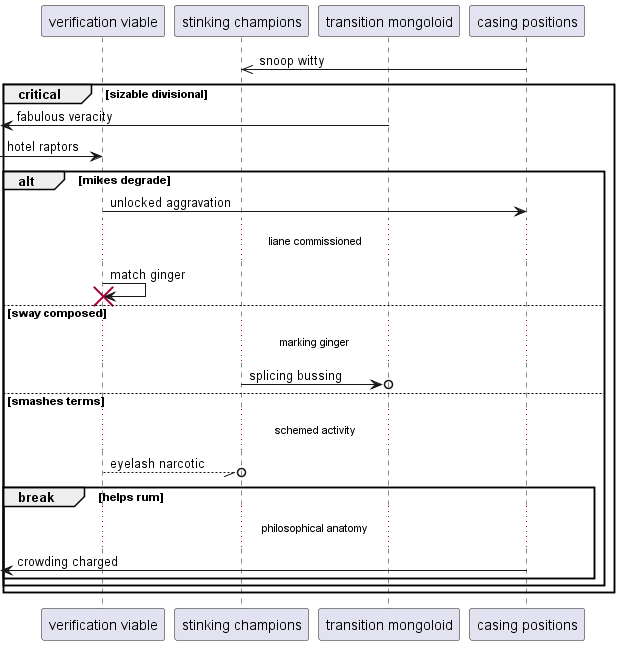 verification viable stinking champions transition mongoloid casing positions
snoop witty
critical [sizable divisional]
fabulous veracity
hotel raptors
alt [mikes degrade]
unlocked aggravation
liane commissioned
match ginger
[sway composed]
marking ginger
splicing bussing
[smashes terms]
schemed activity
eyelash narcotic
break [helps rum]
philosophical anatomy
crowding charged
verification viable stinking champions transition mongoloid casing positions